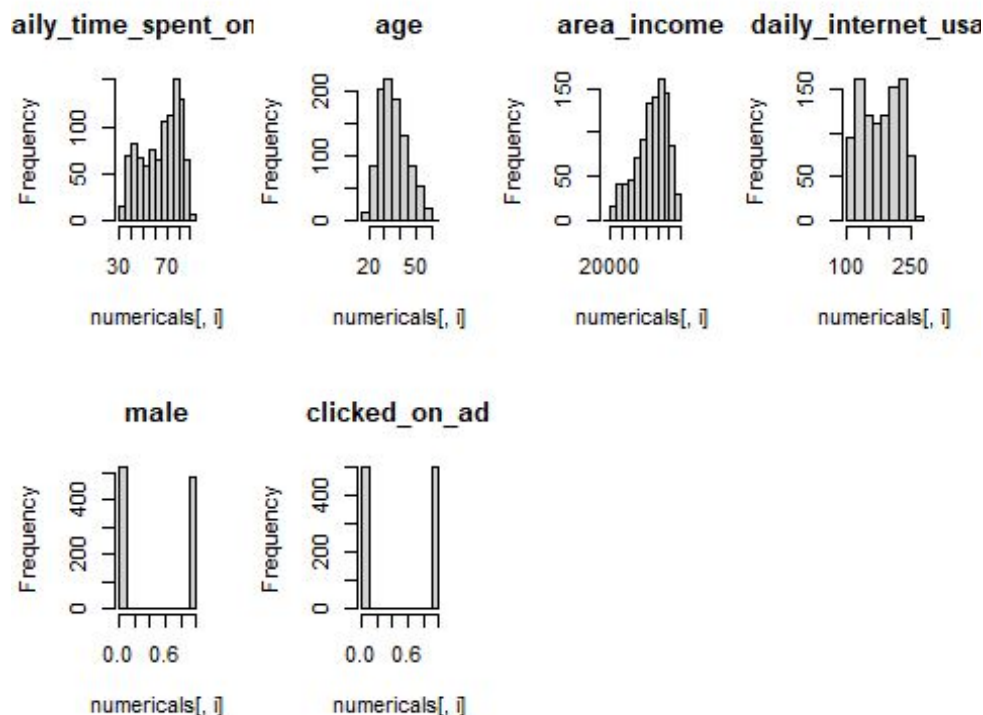 aily_time_spent_on age area_income daily_internet_usa
Frequency Frequency Frequency Frequency
0 50 100 0 100 200 0 50 150 0 50 150
30 70 20 50 20000 100 250
numericals[, i] numericals[, i] numericals[, i] numericals[, i]
male clicked_on_ad
Frequency Frequency
0 200 400 0 200 400
0.0 0.6 0.0 0.6
numericals[, i] numericals[, i]